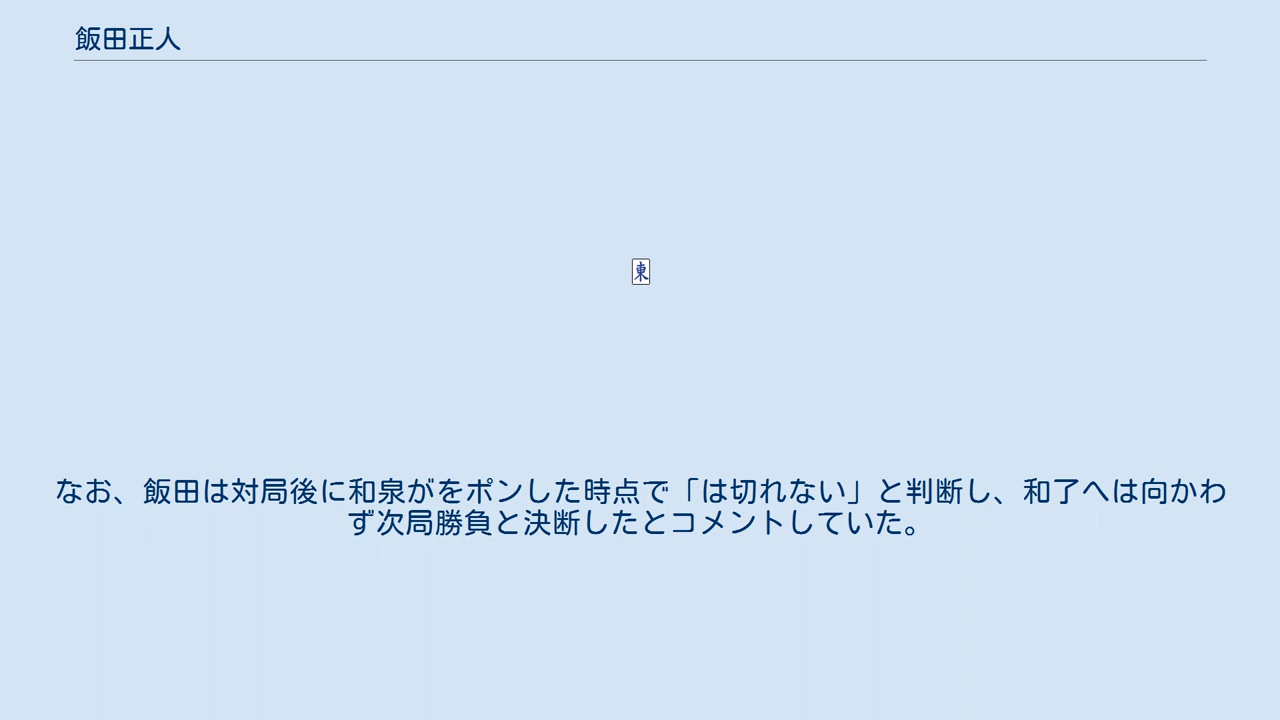 飯田正人
東
なお、飯田は対局後に和泉がをポンした時点で「は切れない」と判断し、和了へは向かわ
ず次局勝負と決断したとコメントしていた。